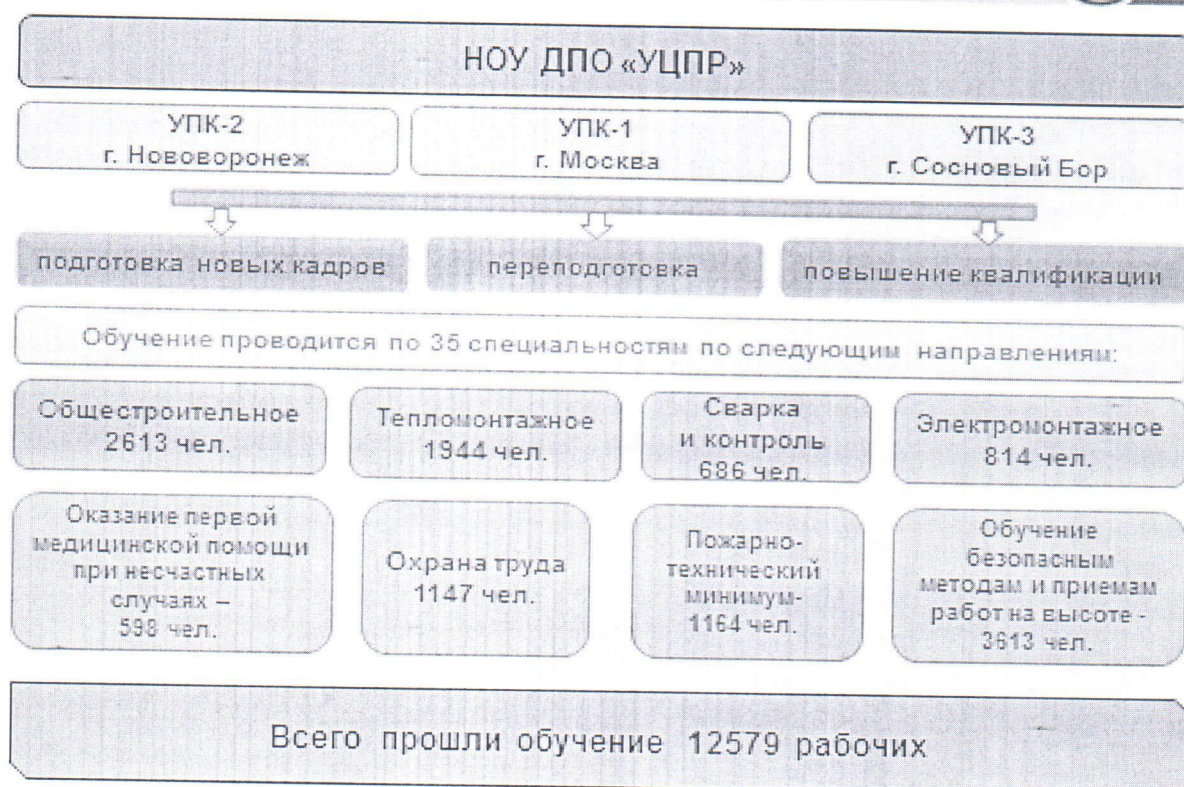 НОУ ДПО «УЦПР»
УПК-2
г. Нововоронеж
УПК-1
г. Москва
УПК-3
г. Сосновый Бор
подготовка новых кадров
переподготовка
повышение квалификации
Обучение проводится по 35 специальностям по следующим направлениям:
Общестроительное
2613 чел.
Тепломонтажное
1944 чел.
Сварка
и контроль
686 чел.
Электромонтажное
814 чел.
Оказание первой
медицинской помощи
при несчастных
случаях –
598 чел.
Охрана труда
1147 чел.
Пожарно-
технический
минимум-
1164 чел.
Обучение
безопасным
методам и приемам
работ на высоте -
3613 чел.
Всего прошли обучение 12579 рабочих